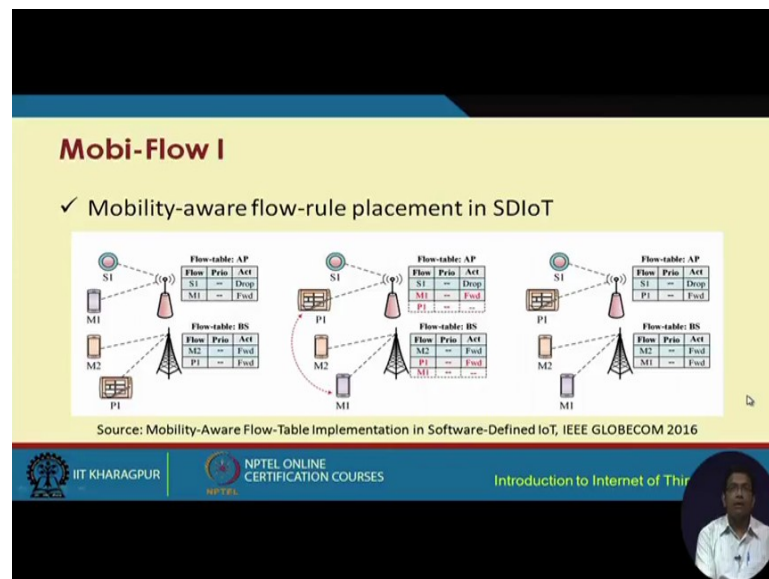 Mobi-Flow I
✓ Mobility-aware flow-rule placement in SDIoT
Flow-table: AP
Flow Prio Act
S1 -- Drop
M1 -- Fwd
S1
M1
Flow-table: BS
Flow Prio Act
M2 -- Fwd
P1 -- Fwd
M2
P1
Flow-table: AP
Flow Prio Act
S1 -- Drop
M1 -- Fwd
P1 -- --
S1
P1
Flow-table: BS
Flow Prio Act
M2 -- Fwd
P1 -- Fwd
M1 -- --
M2
M1
Flow-table: AP
Flow Prio Act
S1 -- Drop
P1 -- Fwd
S1
P1
Flow-table: BS
Flow Prio Act
M2 -- Fwd
M1 -- Fwd
M2
M1
Source: Mobility-Aware Flow-Table Implementation in Software-Defined IoT, IEEE GLOBECOM 2016
IIT KHARAGPUR
NPTEL
NPTEL ONLINE
CERTIFICATION COURSES
Introduction to Internet of Thin